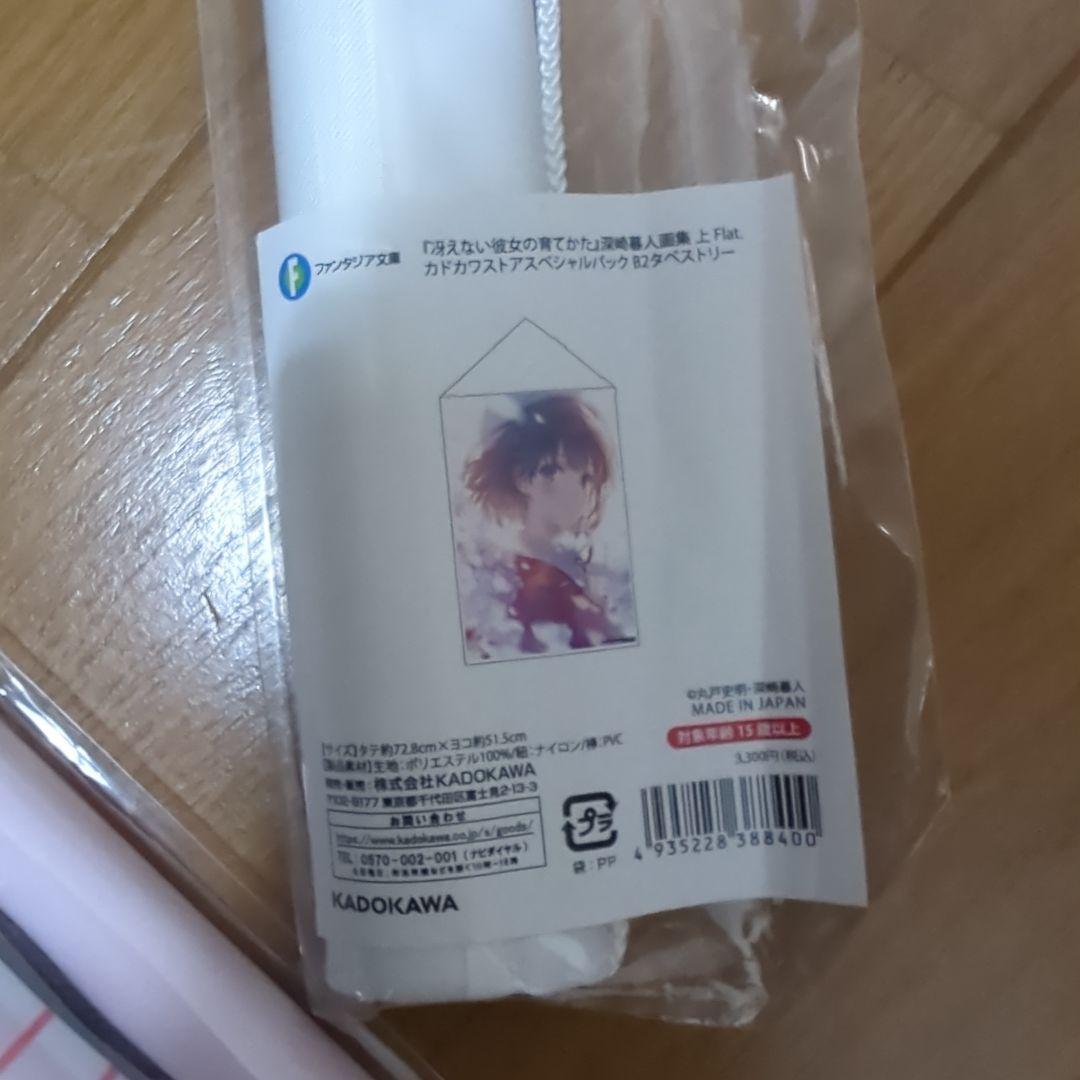 ファンタジア文庫
『冴えない彼女の育てかた』深崎暮人画集 上 Flat.
カドカワストアスペシャルパック B2タペストリー
©丸戸史明・深崎暮人
MADE IN JAPAN
対象年齢15歳以上
3,300円(税込)
【サイズ】タテ約72.8cm×ヨコ約51.5cm
【製品素材】生地:ポリエステル100%/紐:ナイロン/棒:PVC
発売・販売:株式会社KADOKAWA
〒102-8177 東京都千代田区富士見2-13-3
お問い合わせ
https://www.kadokawa.co.jp/s/goods/
TEL:0570-002-001(ナビダイヤル)
プラ
袋:PP
4 935228 388400
KADOKAWA